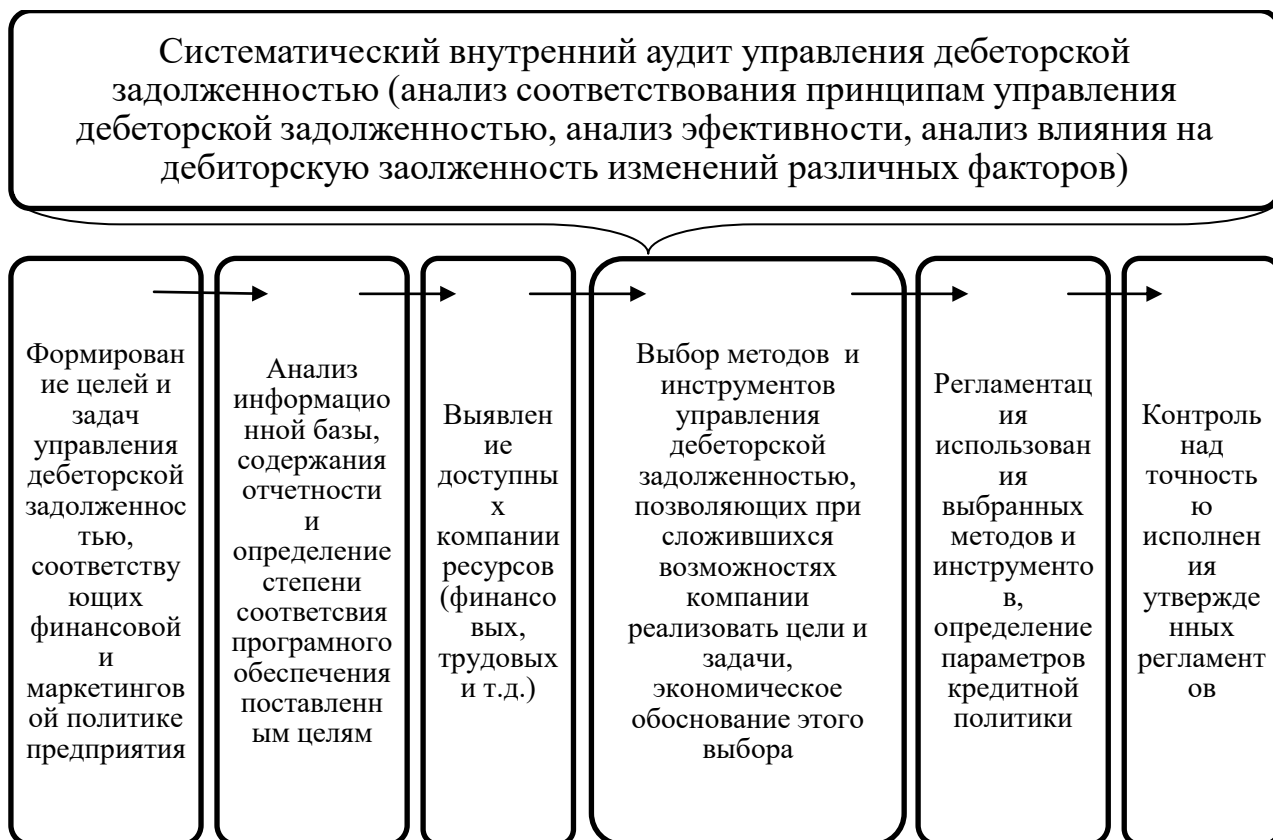 Систематический внутренний аудит управления дебеторской
задолженностью (анализ соответствования принципам управления
дебеторской задолженностью, анализ эфективности, анализ влияния на
дебиторскую заолженность изменений различных факторов)
Формирован
ие целей и
задач
управления
дебеторской
задолженнос
тью,
соответству
ющих
финансовой
и
маркетингов
ой политике
предприятия
Анализ
информацио
нной базы,
содержания
отчетности
и
определение
степени
соответсвия
програмного
обеспечения
поставленн
ым целям
Выявлен
ие
доступны
х
компании
ресурсов
(финансо
вых,
трудовых
и т.д.)
Выбор методов и
инструментов
управления
дебеторской
задолженностью,
позволяющих при
сложившихся
возможностях
компании
реализовать цели и
задачи,
экономическое
обоснование этого
выбора
Регламентац
ия
использован
ия
выбранных
методов и
инструменто
в,
определение
параметров
кредитной
политики
Контроль
над
точность
ю
исполнен
ия
утвержде
нных
регламент
ов